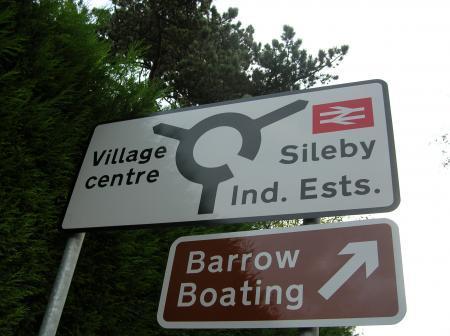 Village
centre
Sileby
Ind. Ests.
Barrow
Boating